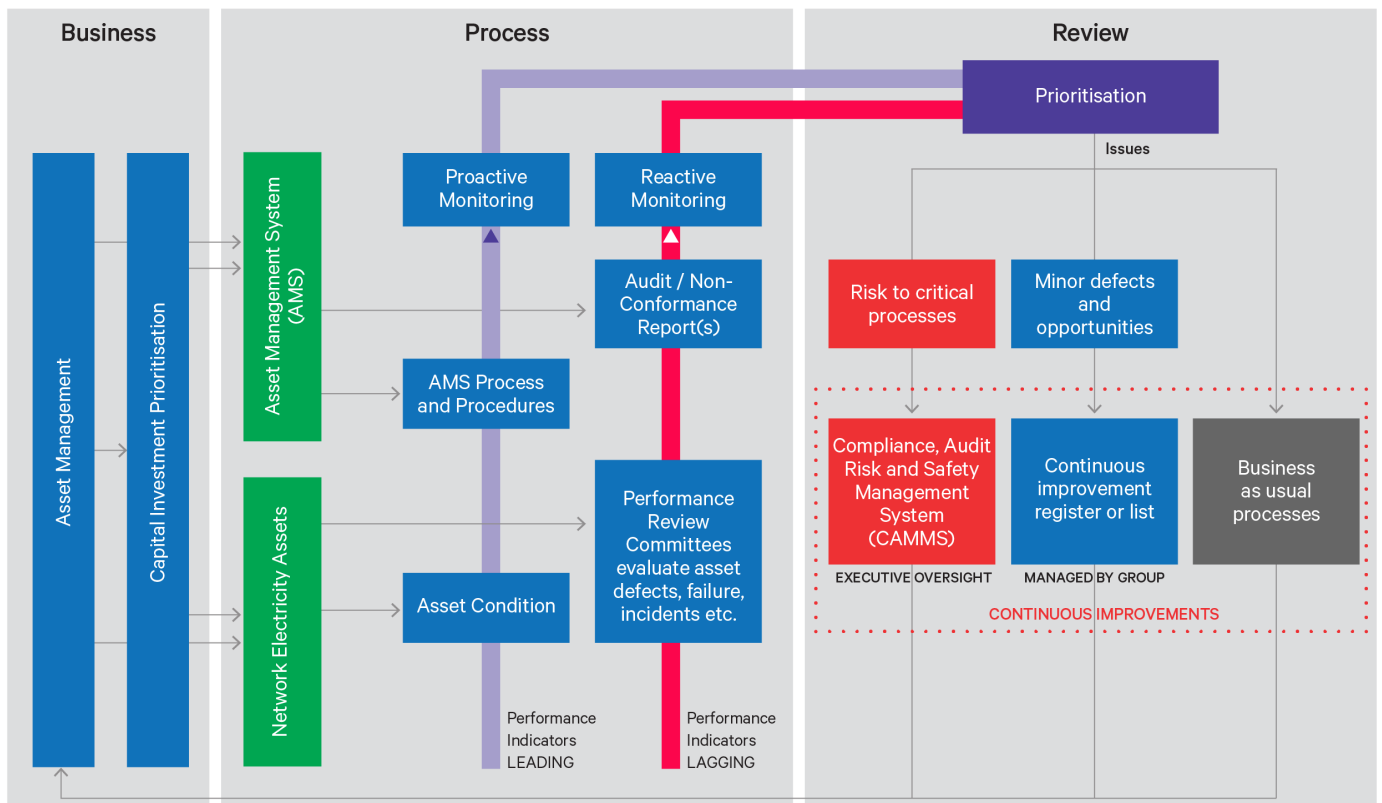 Business
Process
Review
Asset Management
Capital Investment Prioritisation
Asset Management System
(AMS)
Network Electricity Assets
Proactive
Monitoring
AMS Process
and Procedures
Asset Condition
Performance
Indicators
LEADING
Reactive
Monitoring
Audit / Non-
Conformance
Report(s)
Performance
Review
Committees
evaluate asset
defects, failure,
incidents etc.
Performance
Indicators
LAGGING
Prioritisation
Issues
Risk to critical
processes
Minor defects
and
opportunities
Compliance, Audit
Risk and Safety
Management
System
(CAMMS)
EXECUTIVE OVERSIGHT
Continuous
improvement
register or list
MANAGED BY GROUP
Business
as usual
processes
CONTINUOUS IMPROVEMENTS